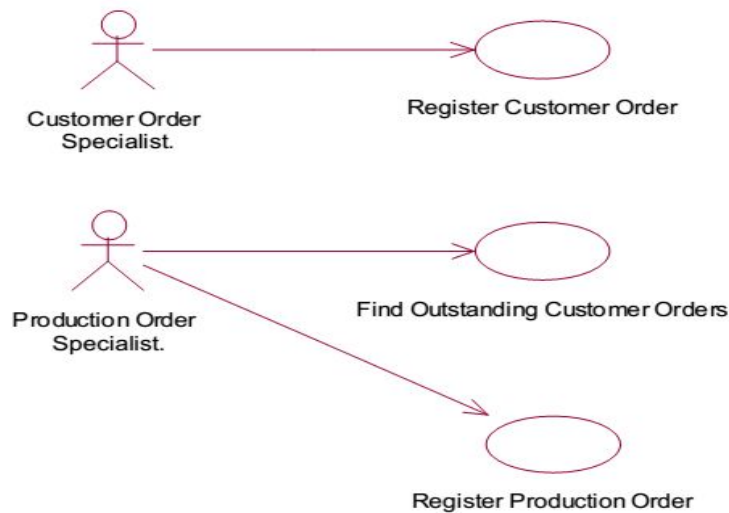 Customer Order
Specialist.
Register Customer Order
Production Order
Specialist.
Find Outstanding Customer Orders
Register Production Order